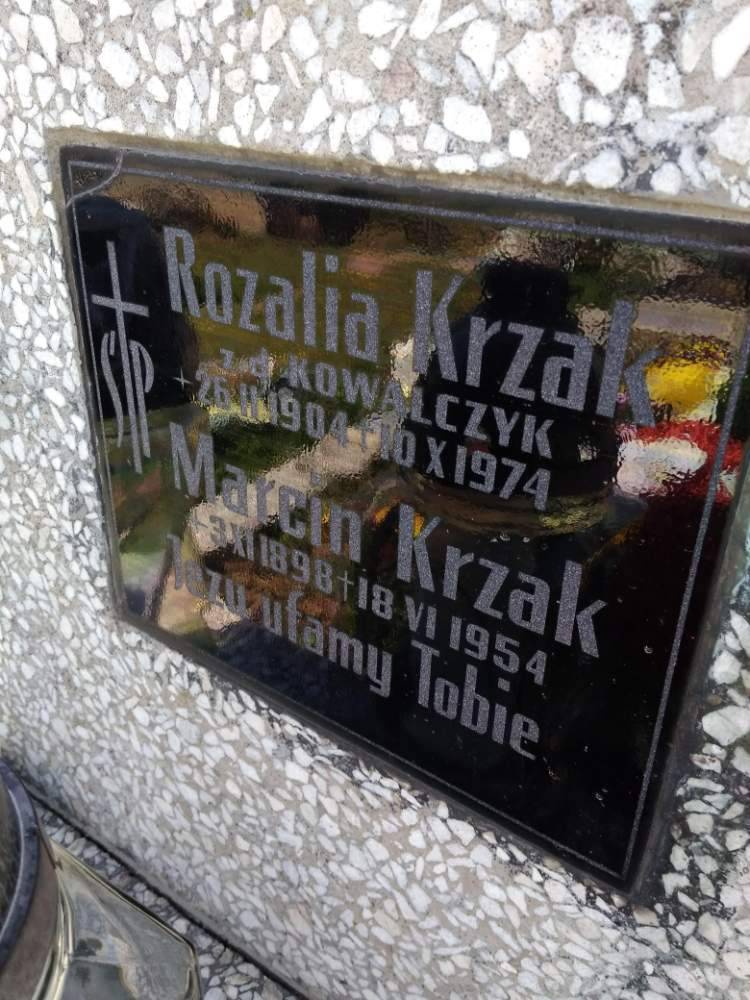 ŚP
Rozalia Krzak
z d. KOWALCZYK
+26 II 1904 †10 X 1974
Marcin Krzak
+3 XI 1898 †18 VI 1954
Jezu ufamy Tobie